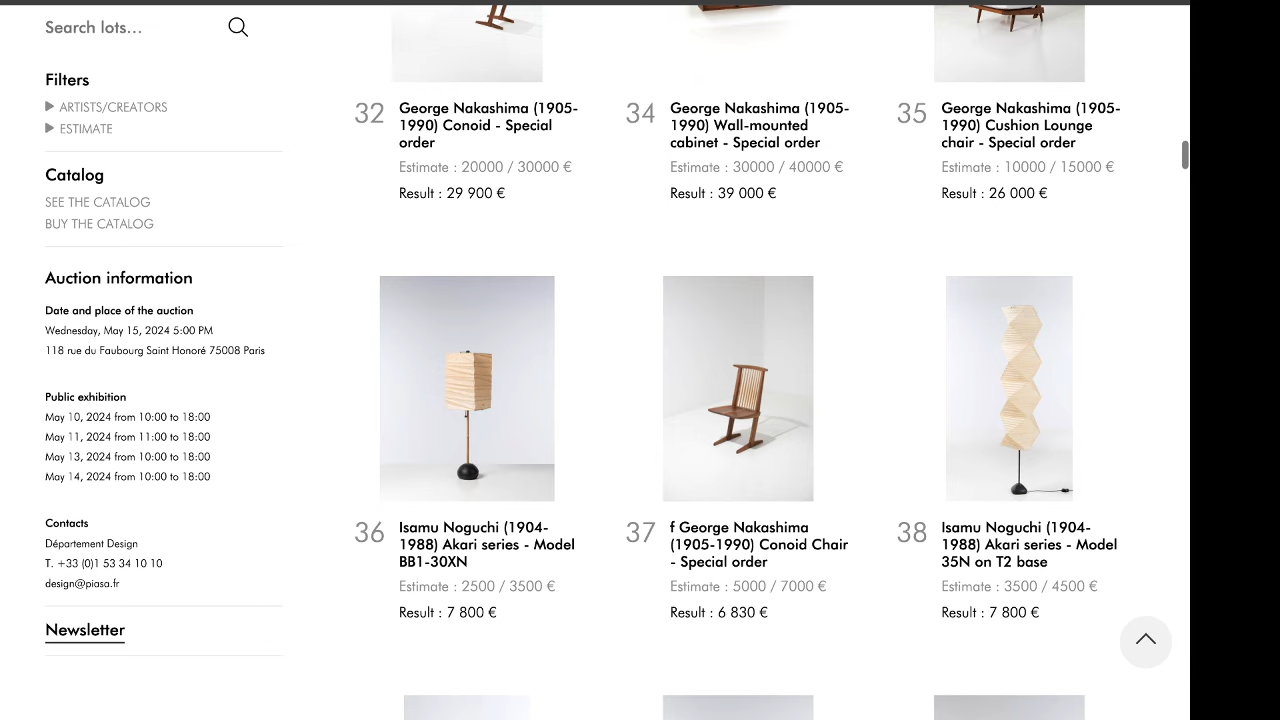 Search lots...
Filters
ARTISTS/CREATORS
ESTIMATE
Catalog
SEE THE CATALOG
BUY THE CATALOG
Auction information
Date and place of the auction
Wednesday, May 15, 2024 5:00 PM
118 rue du Faubourg Saint Honoré 75008 Paris
Public exhibition
May 10, 2024 from 10:00 to 18:00
May 11, 2024 from 11:00 to 18:00
May 13, 2024 from 10:00 to 18:00
May 14, 2024 from 10:00 to 18:00
Contacts
Département Design
T. +33 (0)1 53 34 10 10
design@piasa.fr
Newsletter
32
George Nakashima (1905-
1990) Conoid - Special
order
Estimate : 20000 / 30000 €
Result : 29 900 €
34
George Nakashima (1905-
1990) Wall-mounted
cabinet - Special order
Estimate : 30000 / 40000 €
Result : 39 000 €
35
George Nakashima (1905-
1990) Cushion Lounge
chair - Special order
Estimate : 10000 / 15000 €
Result : 26 000 €
36
Isamu Noguchi (1904-
1988) Akari series - Model
BB1-30XN
Estimate : 2500 / 3500 €
Result : 7 800 €
37
f George Nakashima
(1905-1990) Conoid Chair
- Special order
Estimate : 5000 / 7000 €
Result : 6 830 €
38
Isamu Noguchi (1904-
1988) Akari series - Model
35N on T2 base
Estimate : 3500 / 4500 €
Result : 7 800 €